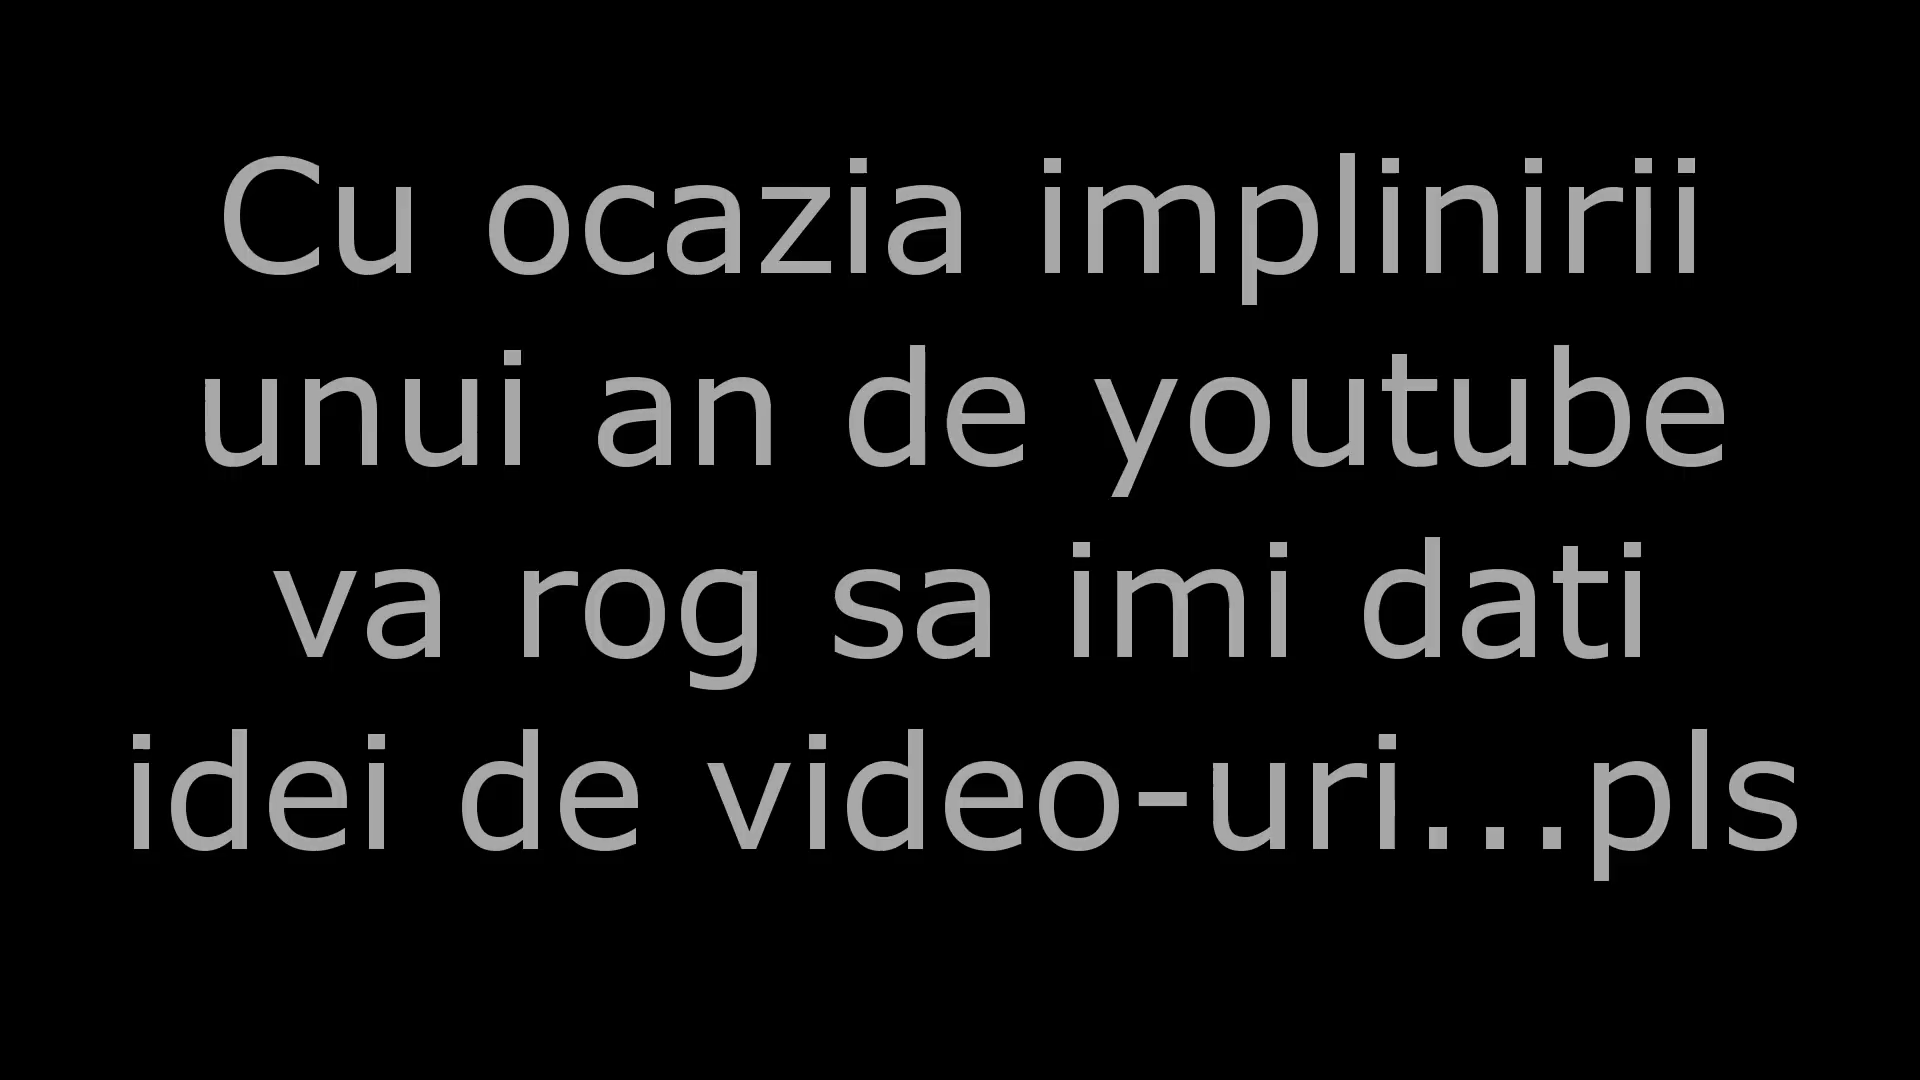 Cu ocazia implinirii
unui an de youtube
va rog sa imi dati
idei de video-uri...pls